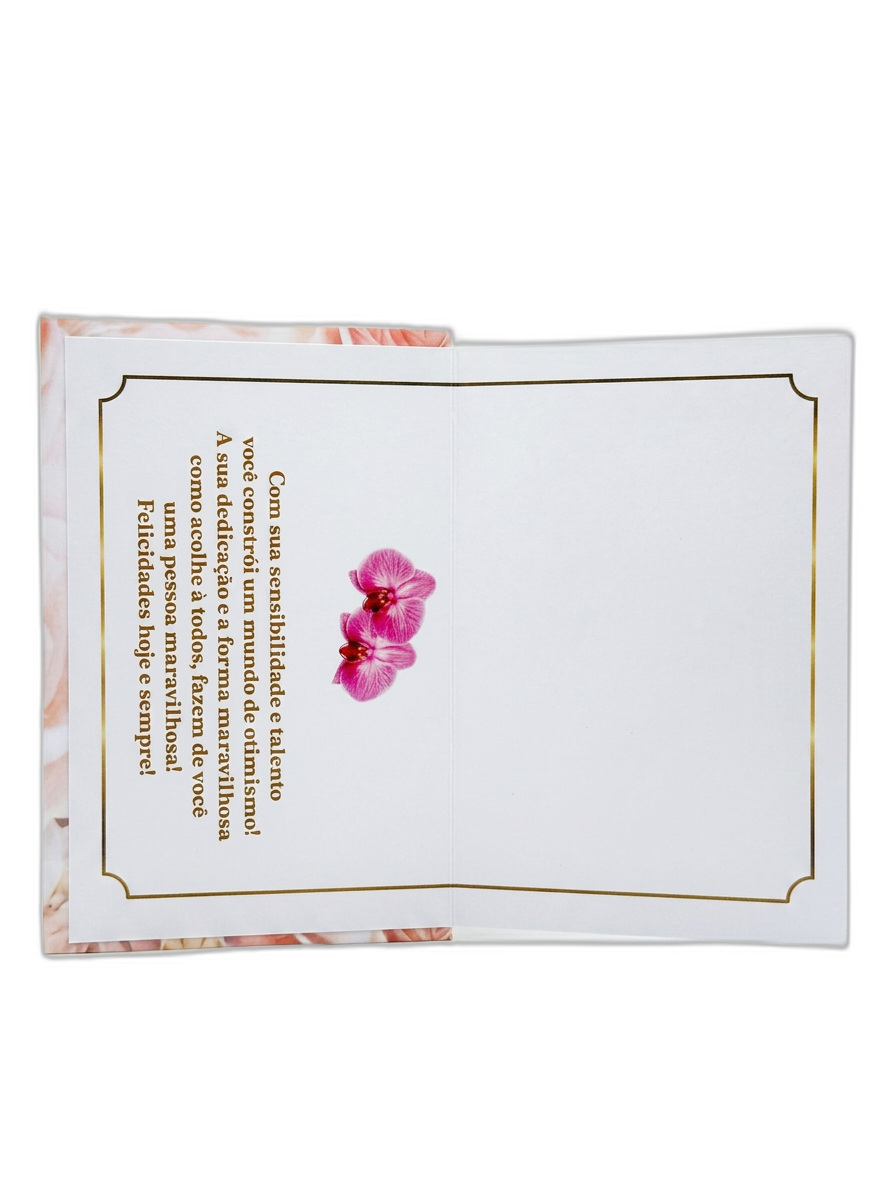 Com sua sensibilidade e talento
você constrói um mundo de otimismo!
A sua dedicação e a forma maravilhosa
como acolhe à todos, fazem de você
uma pessoa maravilhosa!
Felicidades hoje e sempre!